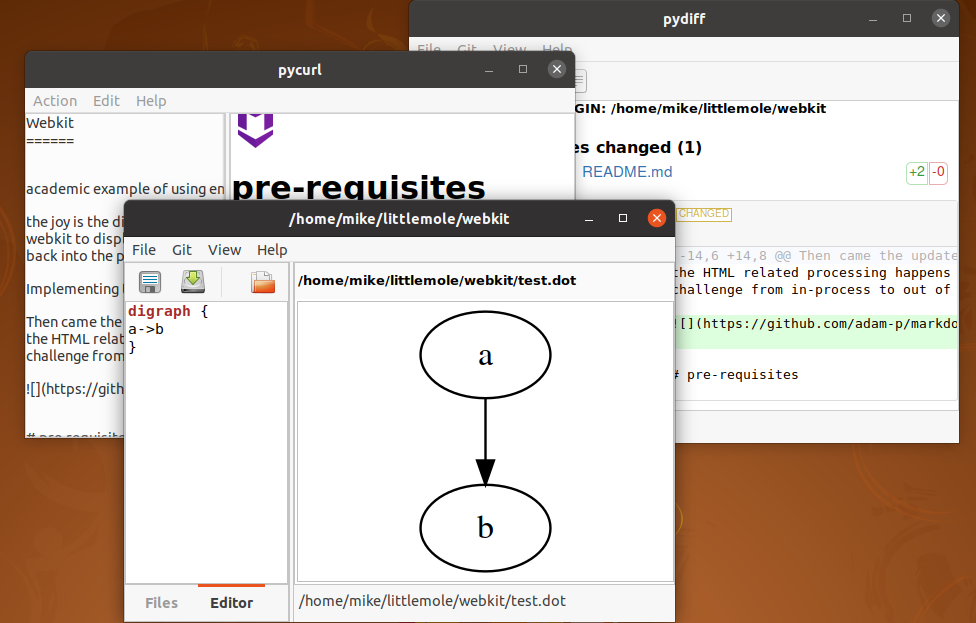 pydiff
File Git View Help
GIN: /home/mike/littlemole/webkit
es changed (1)
README.md
+2 -0
CHANGED
-14,6 +14,8 @@ Then came the update
the HTML related processing happens
challenge from in-process to out of
![](https://github.com/adam-p/markdo
# pre-requisites
pycurl
Action Edit Help
Webkit
======
academic example of using en
the joy is the di
webkit to disp
back into the p
Implementing
Then came the
the HTML relat
challenge from
![](https://gith
# pre requisite
pre-requisites
/home/mike/littlemole/webkit
File Git View Help
digraph {
a->b
}
Files Editor
/home/mike/littlemole/webkit/test.dot
a
b
/home/mike/littlemole/webkit/test.dot